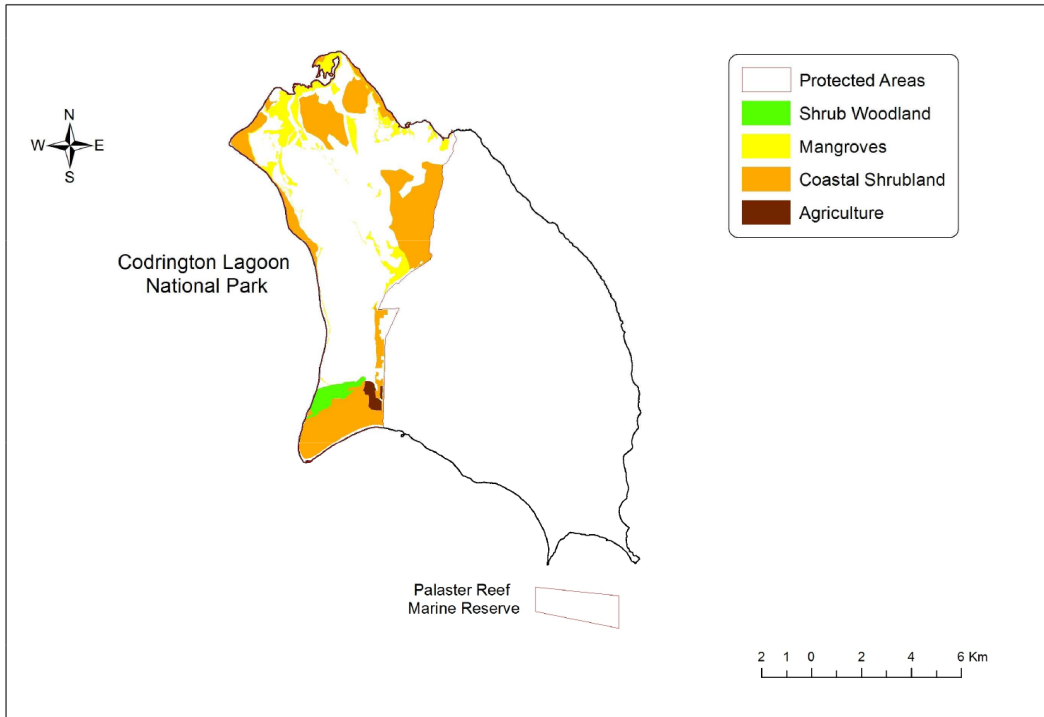 N
W E
S
Protected Areas
Shrub Woodland
Mangroves
Coastal Shrubland
Agriculture
Codrington Lagoon
National Park
Palaster Reef
Marine Reserve
2 1 0 2 4 6 Km